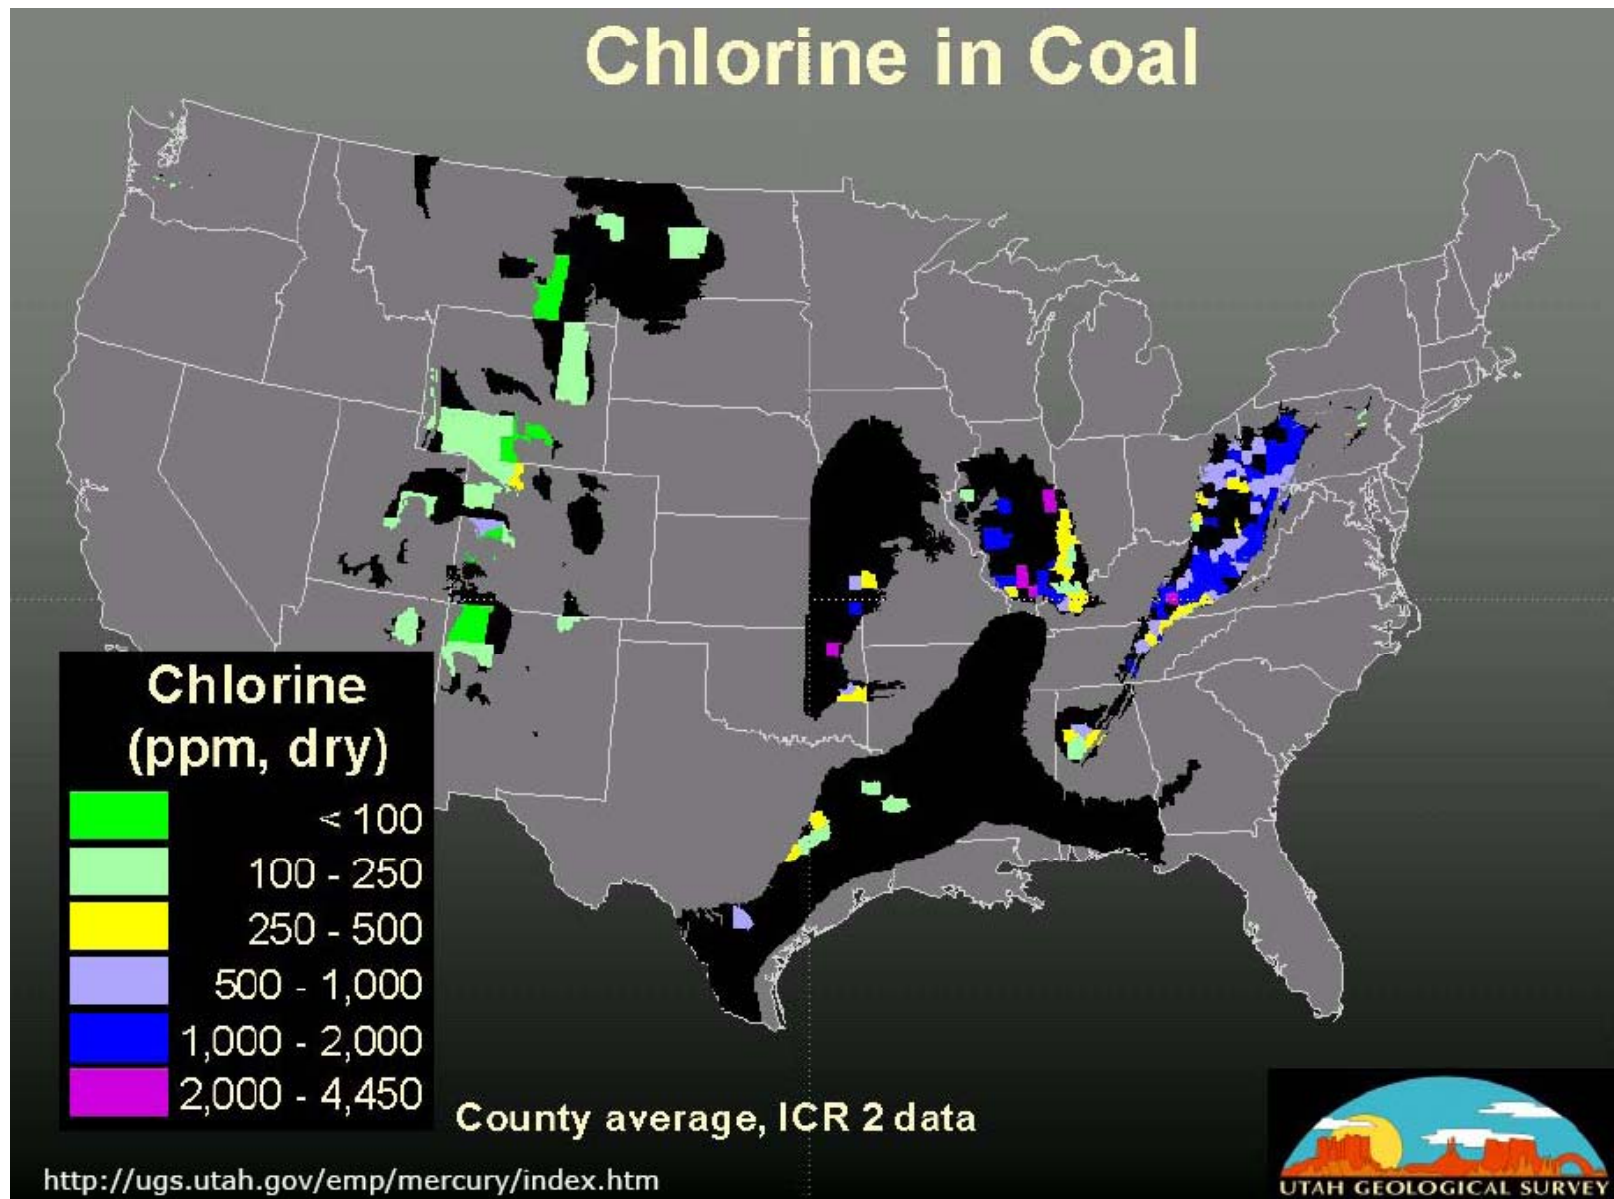 Chlorine in Coal
Chlorine
(ppm, dry)
< 100
100 - 250
250 - 500
500 - 1,000
1,000 - 2,000
2,000 - 4,450
County average, ICR 2 data
http://ugs.utah.gov/emp/mercury/index.htm
UTAH GEOLOGICAL SURVEY